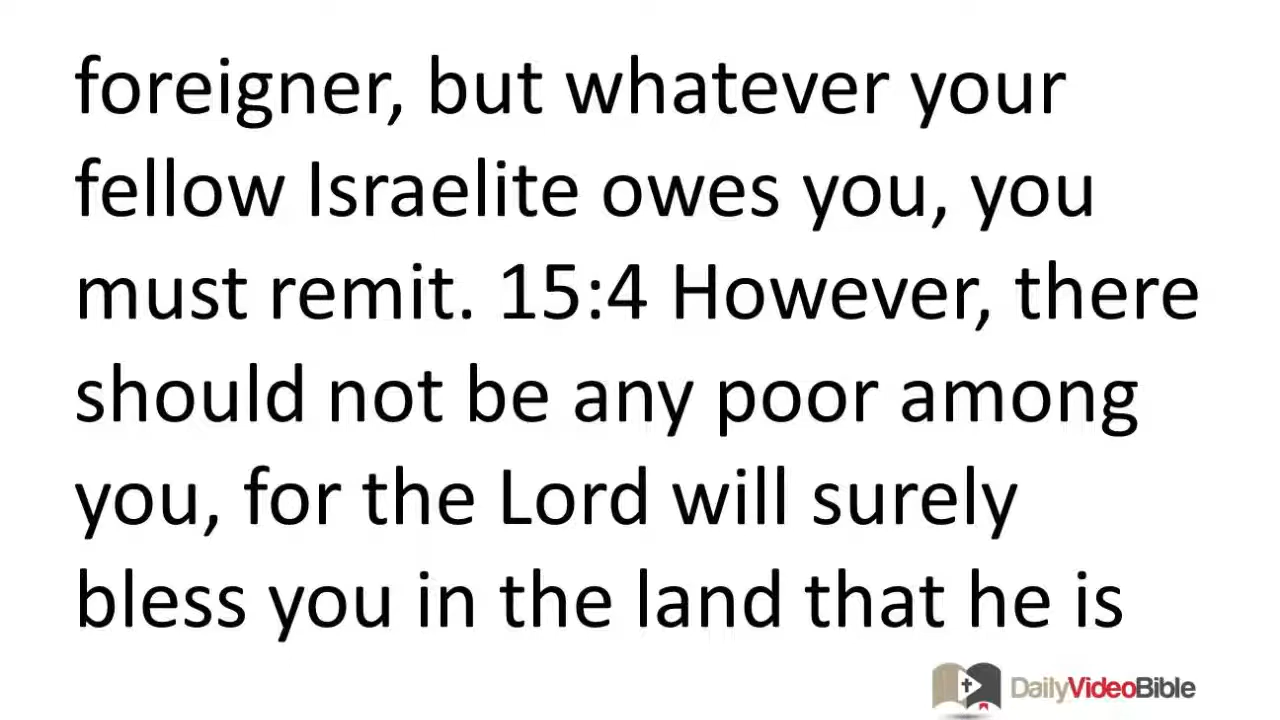 foreigner, but whatever your
fellow Israelite owes you, you
must remit. 15:4 However, there
should not be any poor among
you, for the Lord will surely
bless you in the land that he is
DailyVideoBible